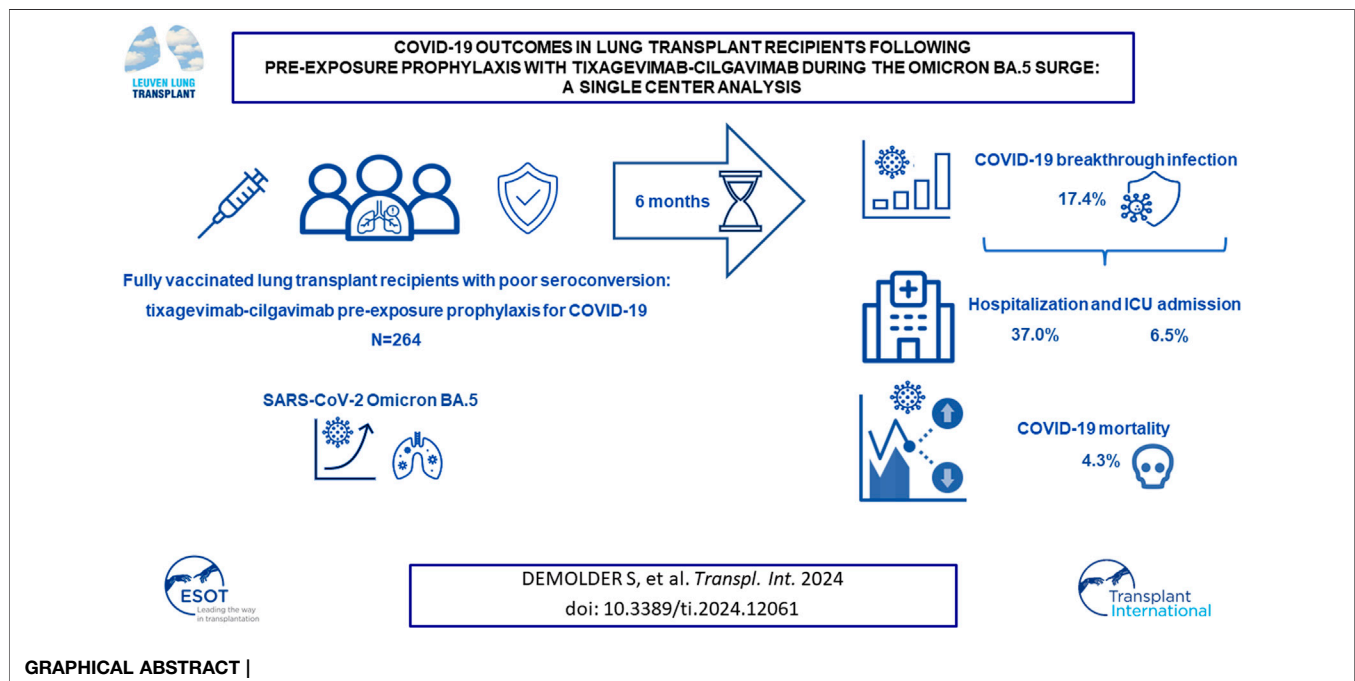 LEUVEN LUNG
TRANSPLANT
COVID-19 OUTCOMES IN LUNG TRANSPLANT RECIPIENTS FOLLOWING
PRE-EXPOSURE PROPHYLAXIS WITH TIXAGEVIMAB-CILGAVIMAB DURING THE OMICRON BA.5 SURGE:
A SINGLE CENTER ANALYSIS
Fully vaccinated lung transplant recipients with poor seroconversion:
tixagevimab-cilgavimab pre-exposure prophylaxis for COVID-19
N=264
SARS-CoV-2 Omicron BA.5
6 months
COVID-19 breakthrough infection
17.4%
Hospitalization and ICU admission
37.0% 6.5%
COVID-19 mortality
4.3%
ESOT
Leading the way
in transplantation
DEMOLDER S, et al. Transpl. Int. 2024
doi: 10.3389/ti.2024.12061
Transplant
International
GRAPHICAL ABSTRACT |